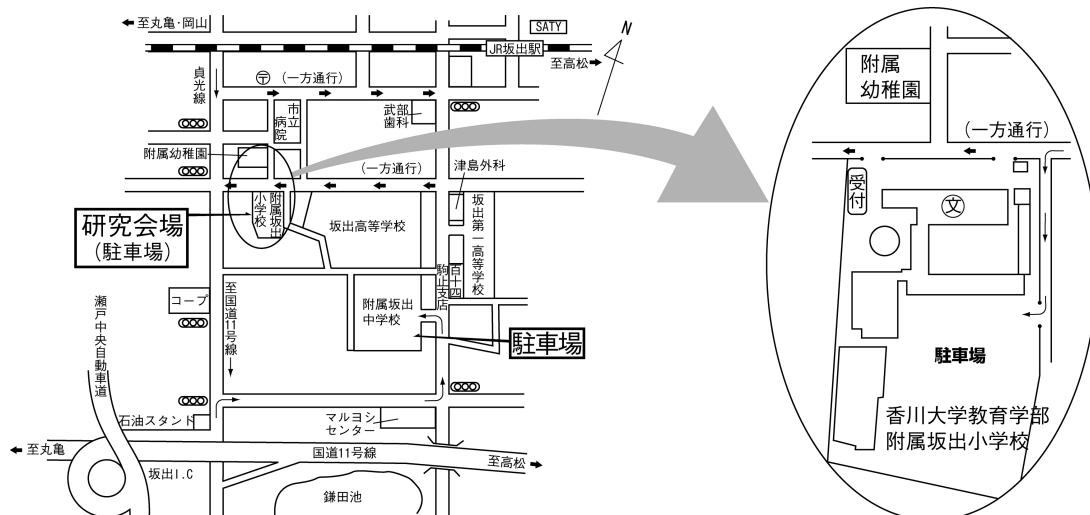 至丸亀・岡山
SATY
N
JR坂出駅
至高松
貞光線
〒
(一方通行)
市立病院
武部
歯科
附属幼稚園
(一方通行)
津島外科
附属坂出
小学校
研究会場
(駐車場)
坂出高等学校
坂出第一高等学校
百十四
駒止支店
至国道11号線
コープ
附属坂出
中学校
駐車場
瀬戸中央自動車道
石油スタンド
マルヨシ
センター
至丸亀
国道11号線
至高松
坂出I.C
鎌田池
附属
幼稚園
(一方通行)
受付
文
駐車場
香川大学教育学部
附属坂出小学校